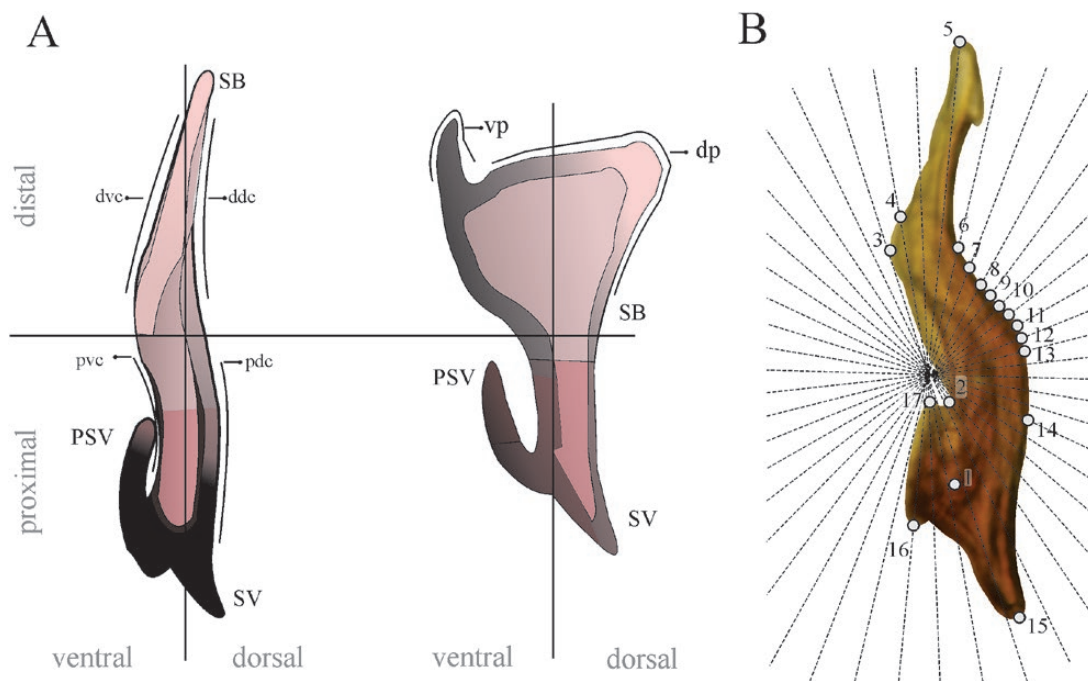 A
B
SB
dvc
ddc
distal
pvc
pdc
PSV
proximal
SV
ventral
dorsal
vp
dp
SB
PSV
SV
ventral
dorsal
5
4
3
6
7
8
9
10
11
12
13
17
2
14
1
16
15